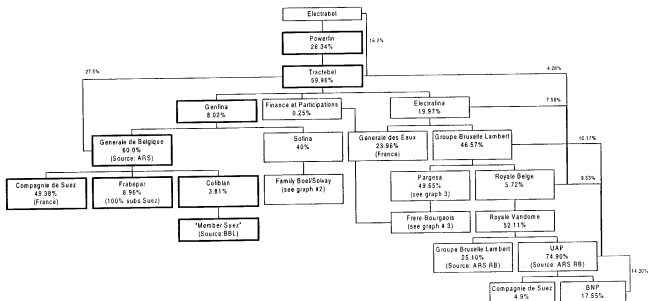 Electrabel
Powerfin
26.34%
16.2%
Tractebel
59.96%
27.5%
4.28%
Genfina
8.02%
Finance et Participations
0.25%
Electrafina
19.97%
7.58%
Generale de Belgique
60.0%
(Source: ARS)
Sofina
40%
Generale des Eaux
23.96%
(France)
Groupe Bruxelle Lambert
46.57%
10.17%
Compagnie de Suez
49.38%
(France)
Frabepar
8.96%
(100% subs Suez)
Cofiblan
3.81%
Family Boel/Solvay
(see graph #2)
Pargesa
49.65%
(see graph 3)
Royale Belge
5.72%
9.53%
"Member Suez"
(Source:BBL)
Frere-Bourgeois
(see graph # 3)
Royale Vandome
52.11%
Groupe Bruxelle Lambert
25.10%
(Source: ARS RB)
UAP
74.90%
(Source: ARS RB)
14.20%
Compagnie de Suez
4.9%
BNP
17.55%